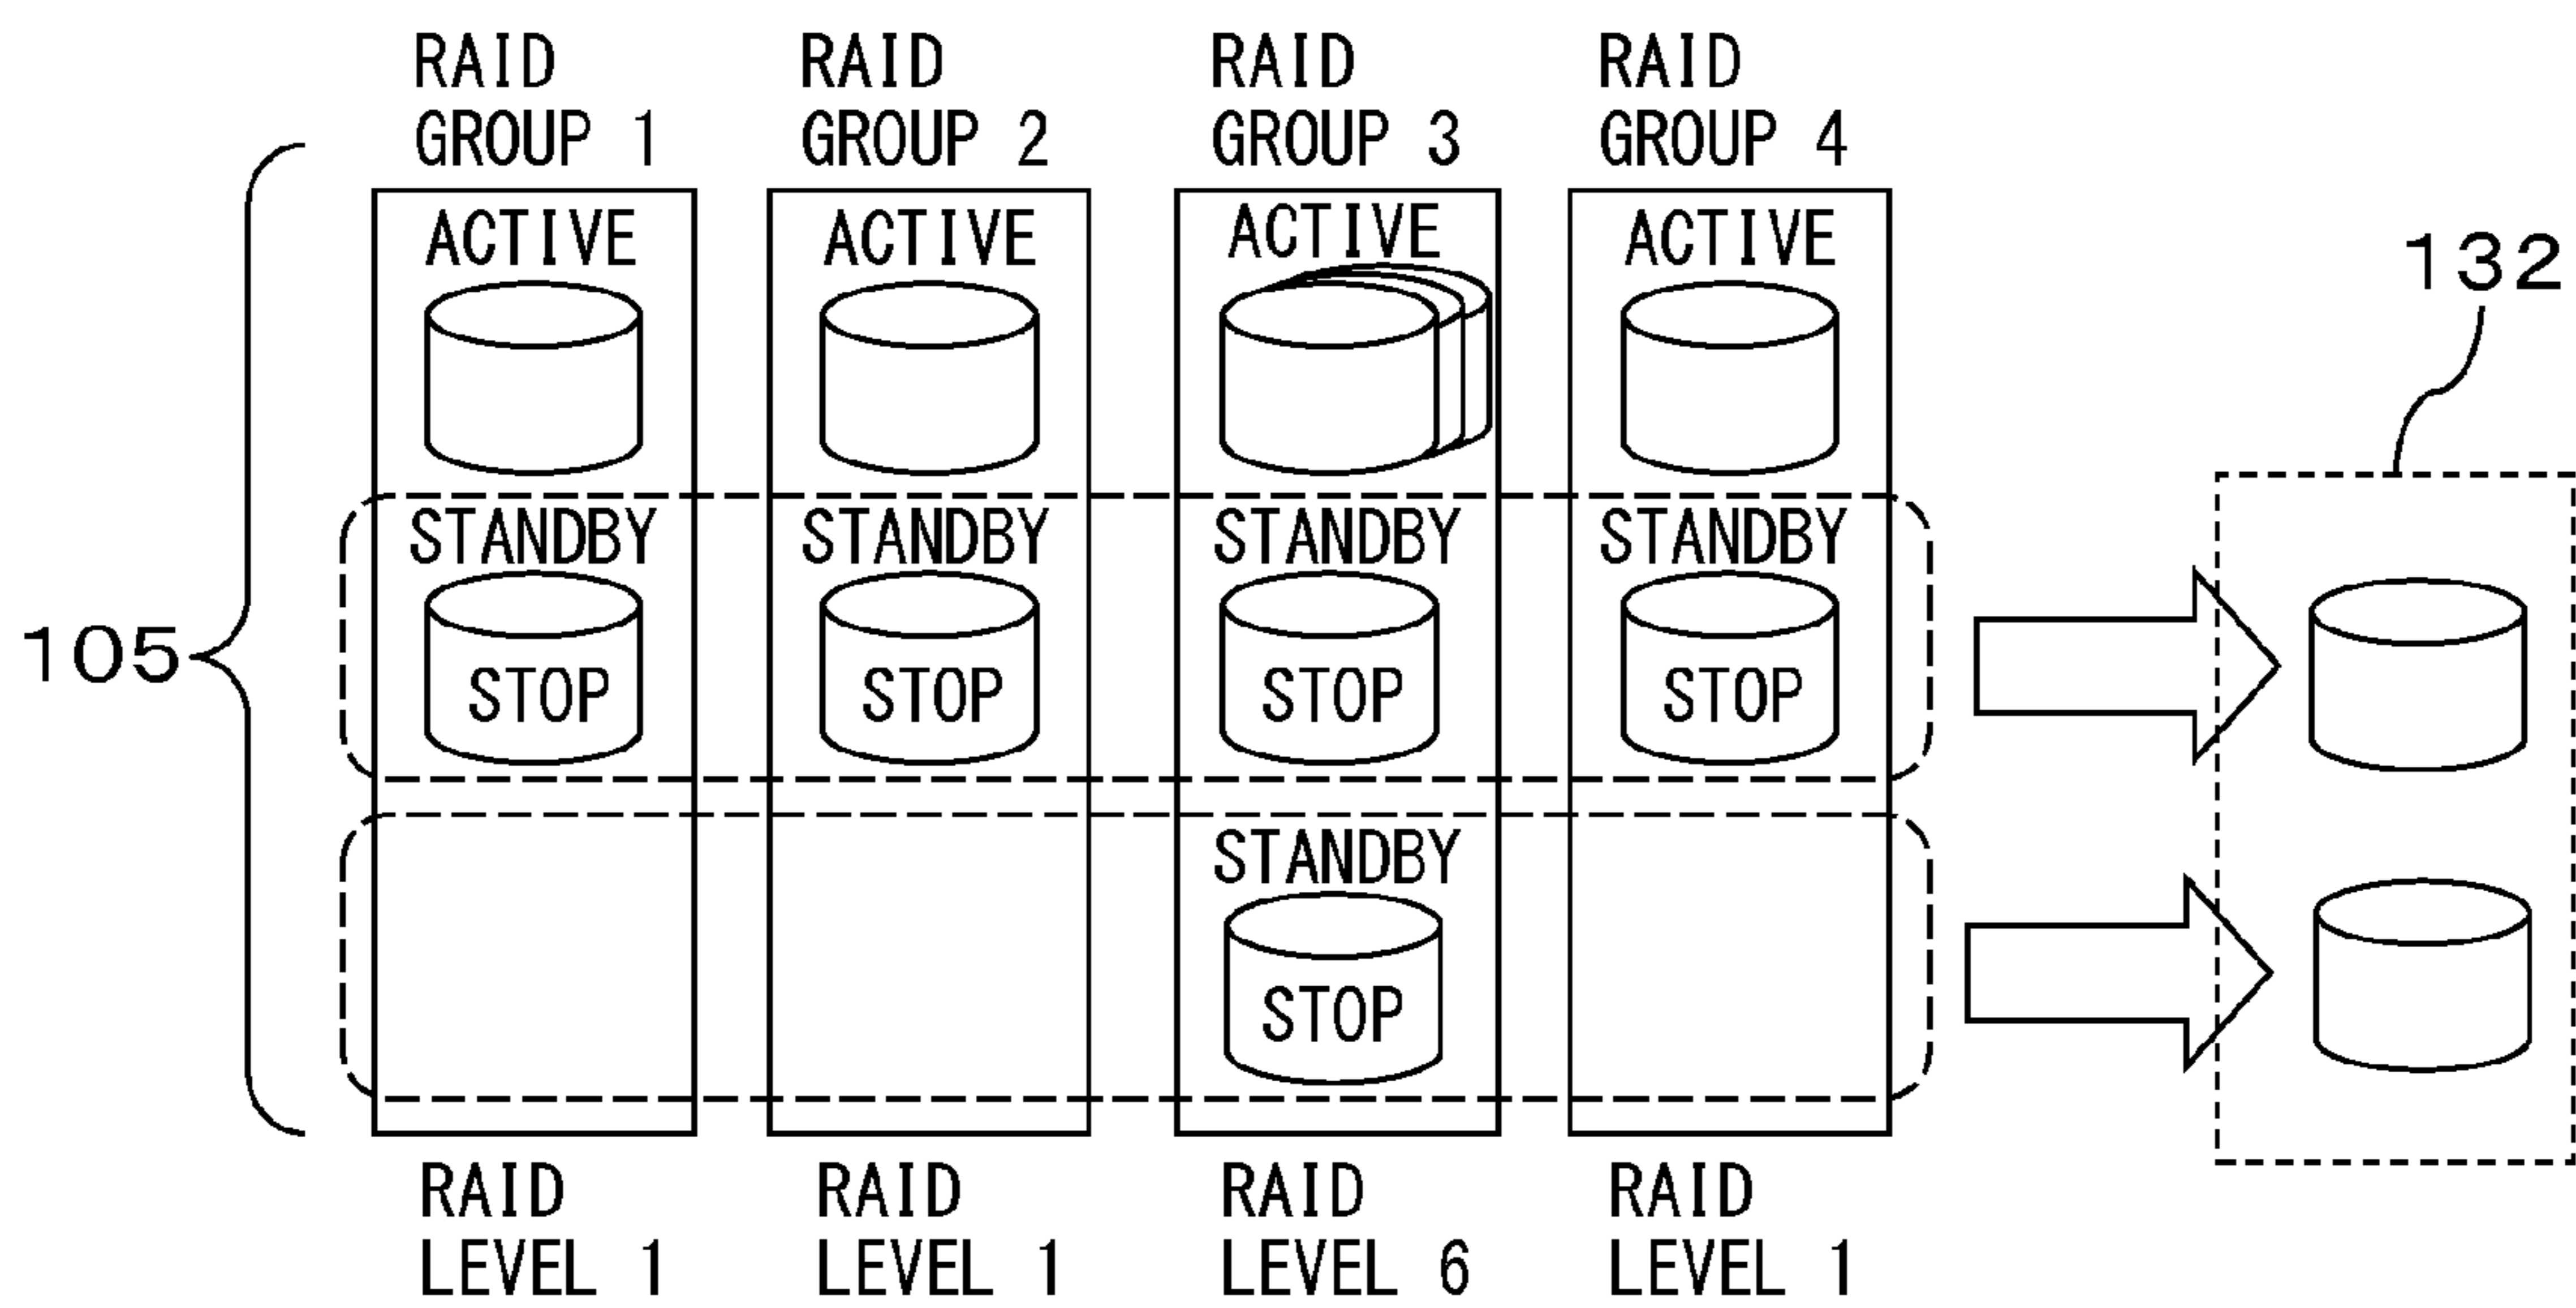 RAID
GROUP 1
RAID
GROUP 2
RAID
GROUP 3
RAID
GROUP 4
ACTIVE
ACTIVE
ACTIVE
ACTIVE
132
STANDBY
STANDBY
STANDBY
STANDBY
105
STOP
STOP
STOP
STOP
STANDBY
STOP
RAID
LEVEL 1
RAID
LEVEL 1
RAID
LEVEL 6
RAID
LEVEL 1